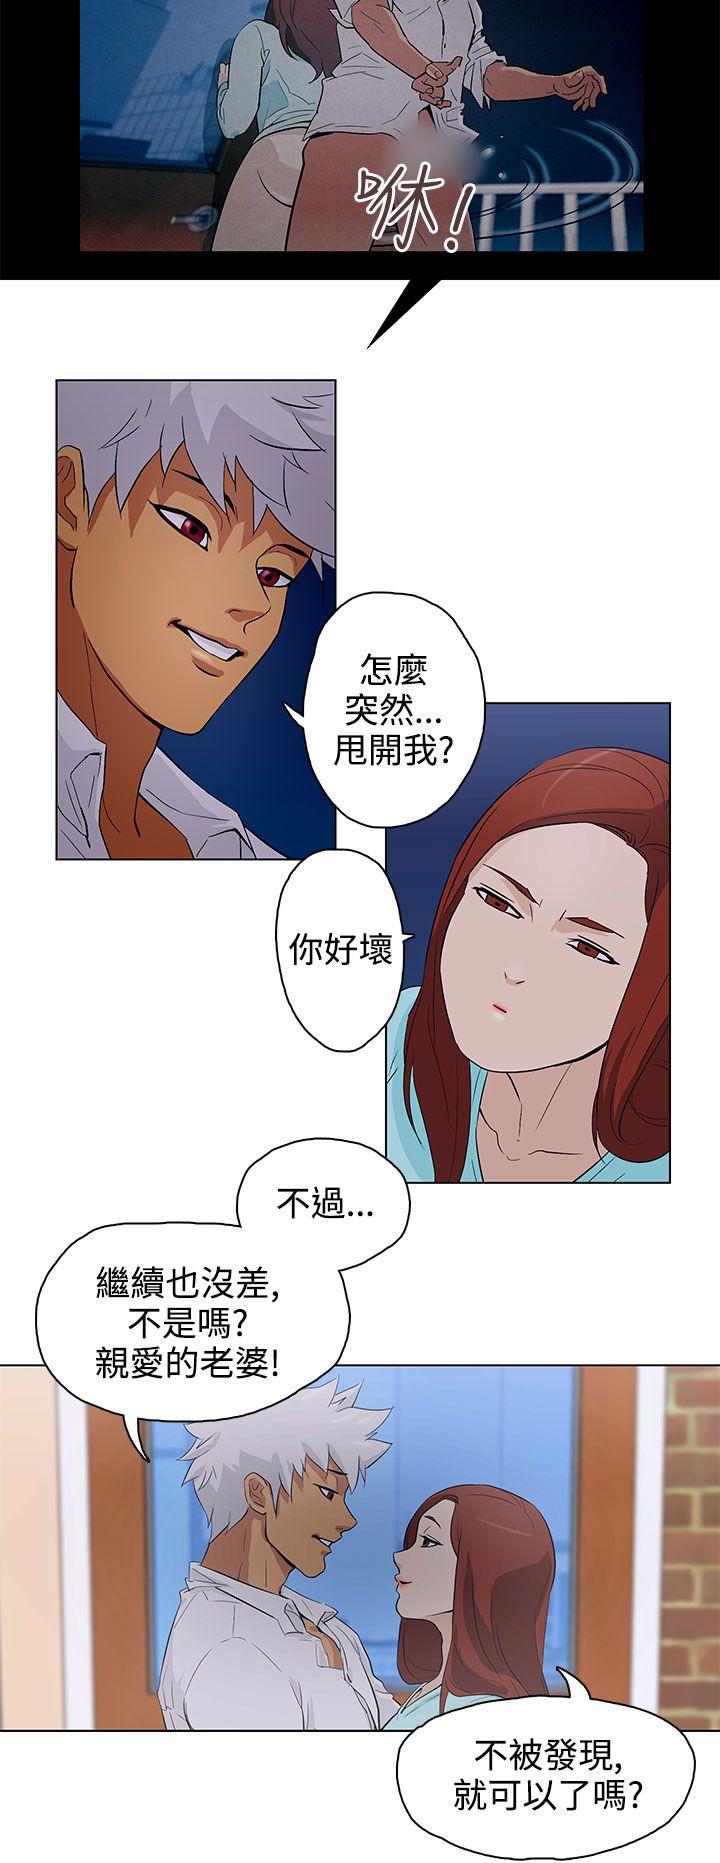 咻!
怎麼
突然...
甩開我?
你好壞
不過...
繼續也沒差,
不是嗎?
親愛的老婆!
不被發現,
就可以了嗎?